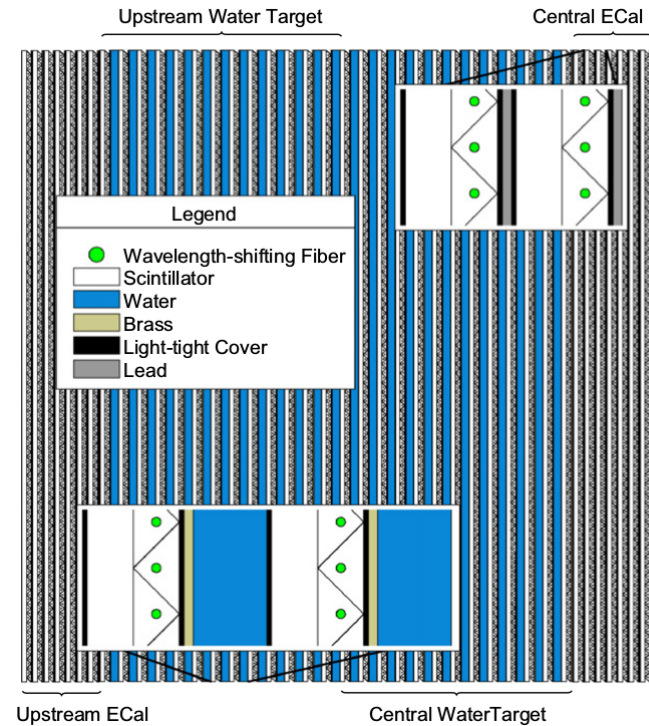 Upstream Water Target
Central ECal
Legend
Wavelength-shifting Fiber
Scintillator
Water
Brass
Light-tight Cover
Lead
Upstream ECal
Central WaterTarget